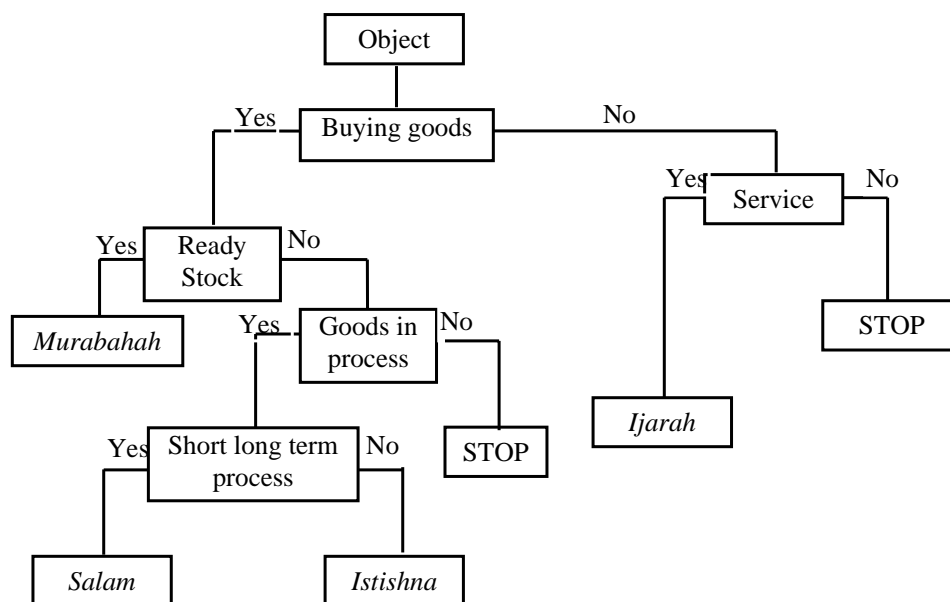 Object
Yes
Buying goods
No
Yes
Service
No
Yes
Ready
Stock
No
Murabahah
Yes
Goods in
process
No
STOP
Ijarah
Yes
Short long term
process
No
STOP
Salam
Istishna